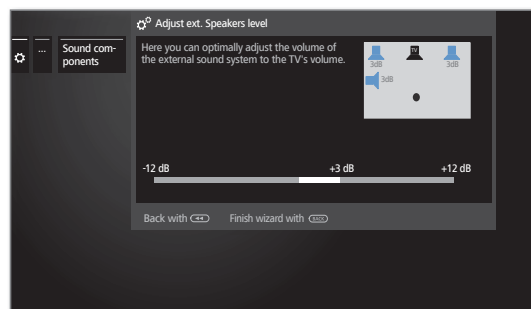 Adjust ext. Speakers level
...
Sound com-
ponents
Here you can optimally adjust the volume of
the external sound system to the TV's volume.
TV
3dB
3dB
3dB
-12 dB +3 dB +12 dB
Back with Finish wizard with BACK